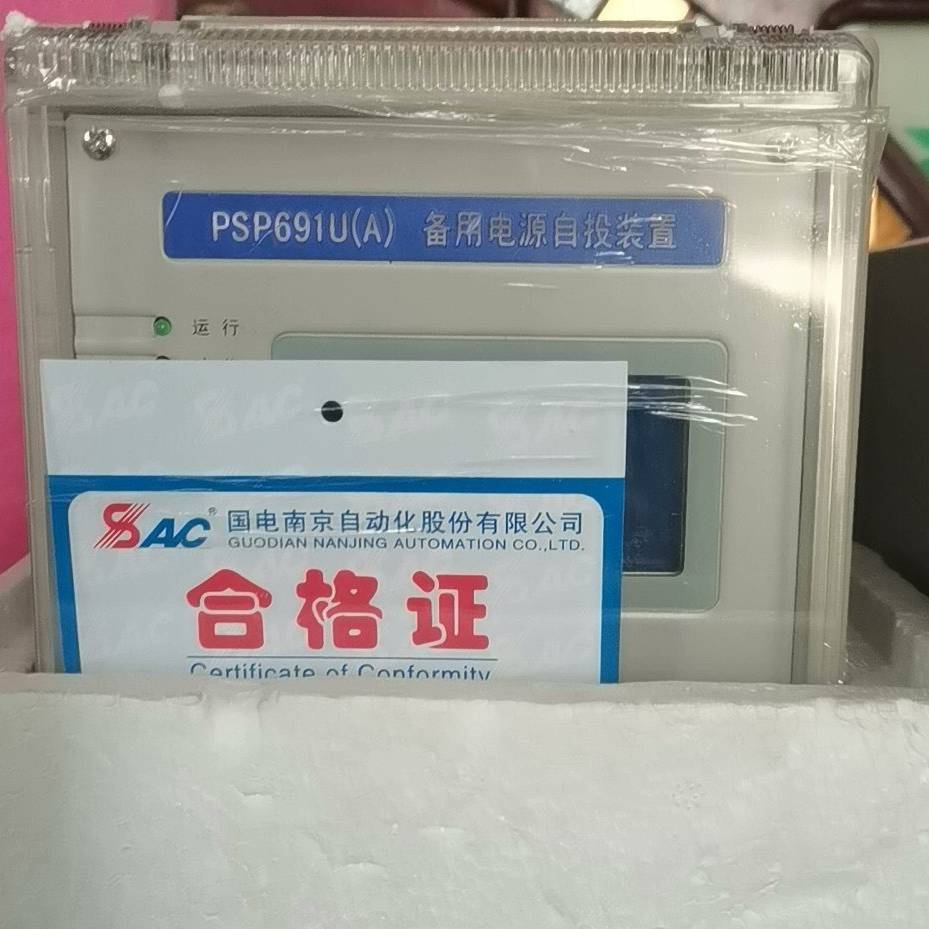 PSP691U(A) 备用电源自投装置
运行
SAC® 国电南京自动化股份有限公司
GUODIAN NANJING AUTOMATION CO.,LTD.
合格证
Certificate of Conformity